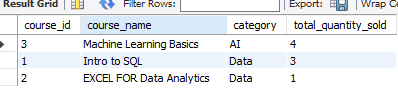 Result Grid Filter Rows: Export: Wrap Ce
course_id course_name category total_quantity_sold
3 Machine Learning Basics AI 4
1 Intro to SQL Data 3
2 EXCEL FOR Data Analytics Data 1